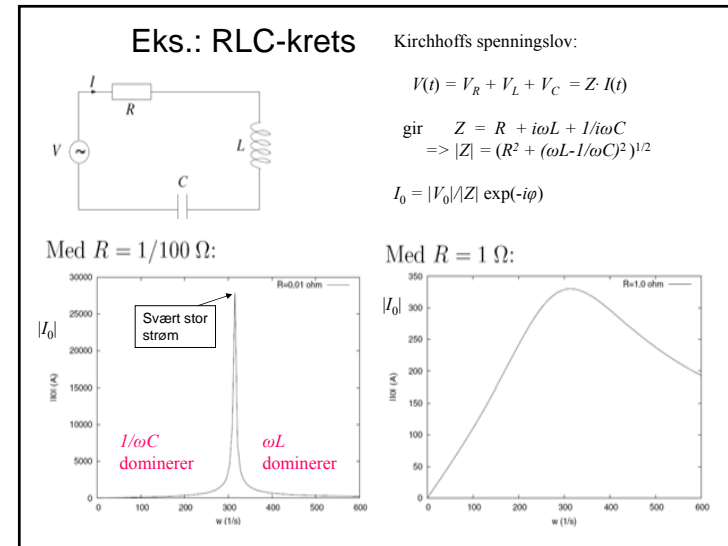 Eks.: RLC-krets
Kirchhoffs spenningslov:
V(t) = V_R + V_L + V_C = Z· I(t)
gir Z = R + iωL + 1/iωC
=> |Z| = (R² + (ωL-1/ωC)² )^1/2
I_0 = |V_0|/|Z| exp(-iφ)
I
R
V
~
L
C
Med R = 1/100 Ω:
30000
25000
20000
15000
10000
5000
0
|I_0|
|I0| (A)
R=0.01 ohm
Svært stor
strøm
1/ωC
dominerer
ωL
dominerer
0 100 200 300 400 500 600
w (1/s)
Med R = 1 Ω:
350
300
250
200
150
100
50
0
|I_0|
|I0| (A)
R=1.0 ohm
0 100 200 300 400 500 600
w (1/s)